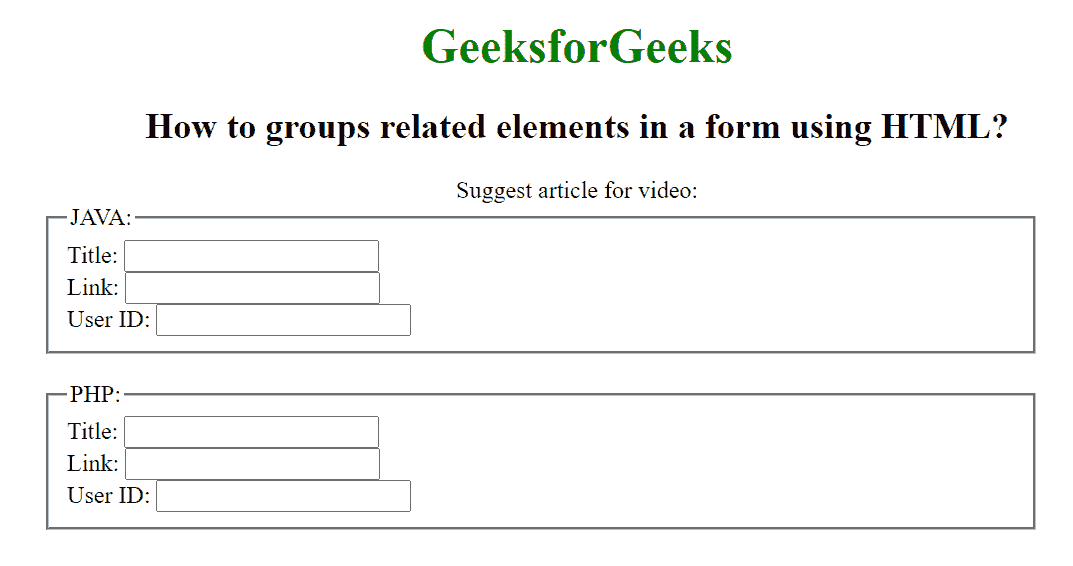 GeeksforGeeks
How to groups related elements in a form using HTML?
Suggest article for video:
JAVA:
Title:
Link:
User ID:
PHP:
Title:
Link:
User ID: